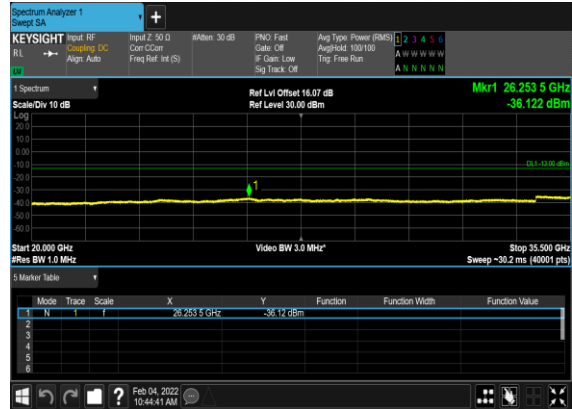 Spectrum Analyzer 1
Swept SA
+
KEYSIGHT Input: RF Input Z: 50 Ω #Atten: 30 dB PNO: Fast Avg Type: Power (RMS) 1 2 3 4 5 6
RL Coupling: DC Corr CCorr Gate: Off Avg|Hold: 100/100 A W W W W W
Align: Auto Freq Ref: Int (S) IF Gain: Low Trig: Free Run
Sig Track: Off A N N N N N
1 Spectrum Ref Lvl Offset 16.07 dB Mkr1 26.253 5 GHz
Scale/Div 10 dB Ref Level 30.00 dBm -36.122 dBm
Log
20.0
10.0
0.00
-10.0 DL1 -13.00 dBm
-20.0
-30.0 1
-40.0
-50.0
-60.0
Start 20.000 GHz Video BW 3.0 MHz* Stop 35.500 GHz
#Res BW 1.0 MHz Sweep ~30.2 ms (40001 pts)
5 Marker Table
Mode Trace Scale X Y Function Function Width Function Value
1 N 1 f 26.253 5 GHz -36.12 dBm
2
3
4
5
6
? Feb 04, 2022
10:44:41 AM